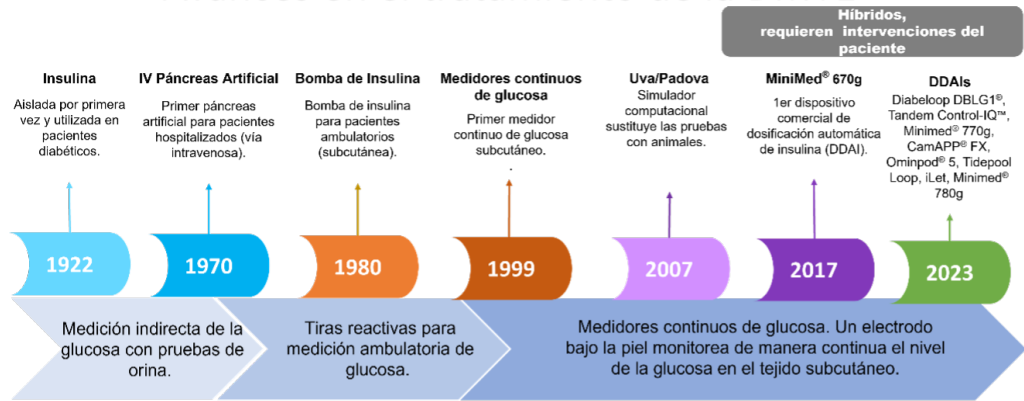 Híbridos,
requieren intervenciones del
paciente
Insulina
Aislada por primera
vez y utilizada en
pacientes
diabéticos.
IV Páncreas Artificial
Primer páncreas
artificial para pacientes
hospitalizados (vía
intravenosa).
Bomba de Insulina
Bomba de insulina
para pacientes
ambulatorios
(subcutánea).
Medidores continuos
de glucosa
Primer medidor
continuo de glucosa
subcutáneo.
.
Uva/Padova
Simulador
computacional
sustituye las pruebas
con animales.
MiniMed® 670g
1er dispositivo
comercial de
dosificación automática
de insulina (DDAI).
DDAIs
Diabeloop DBLG1®,
Tandem Control-IQ™,
Minimed® 770g,
CamAPP® FX,
Ominpod® 5, Tidepool
Loop, iLet, Minimed®
780g
1922
1970
1980
1999
2007
2017
2023
Medición indirecta de la
glucosa con pruebas de
orina.
Tiras reactivas para
medición ambulatoria de
glucosa.
Medidores continuos de glucosa. Un electrodo
bajo la piel monitorea de manera continua el nivel
de la glucosa en el tejido subcutáneo.